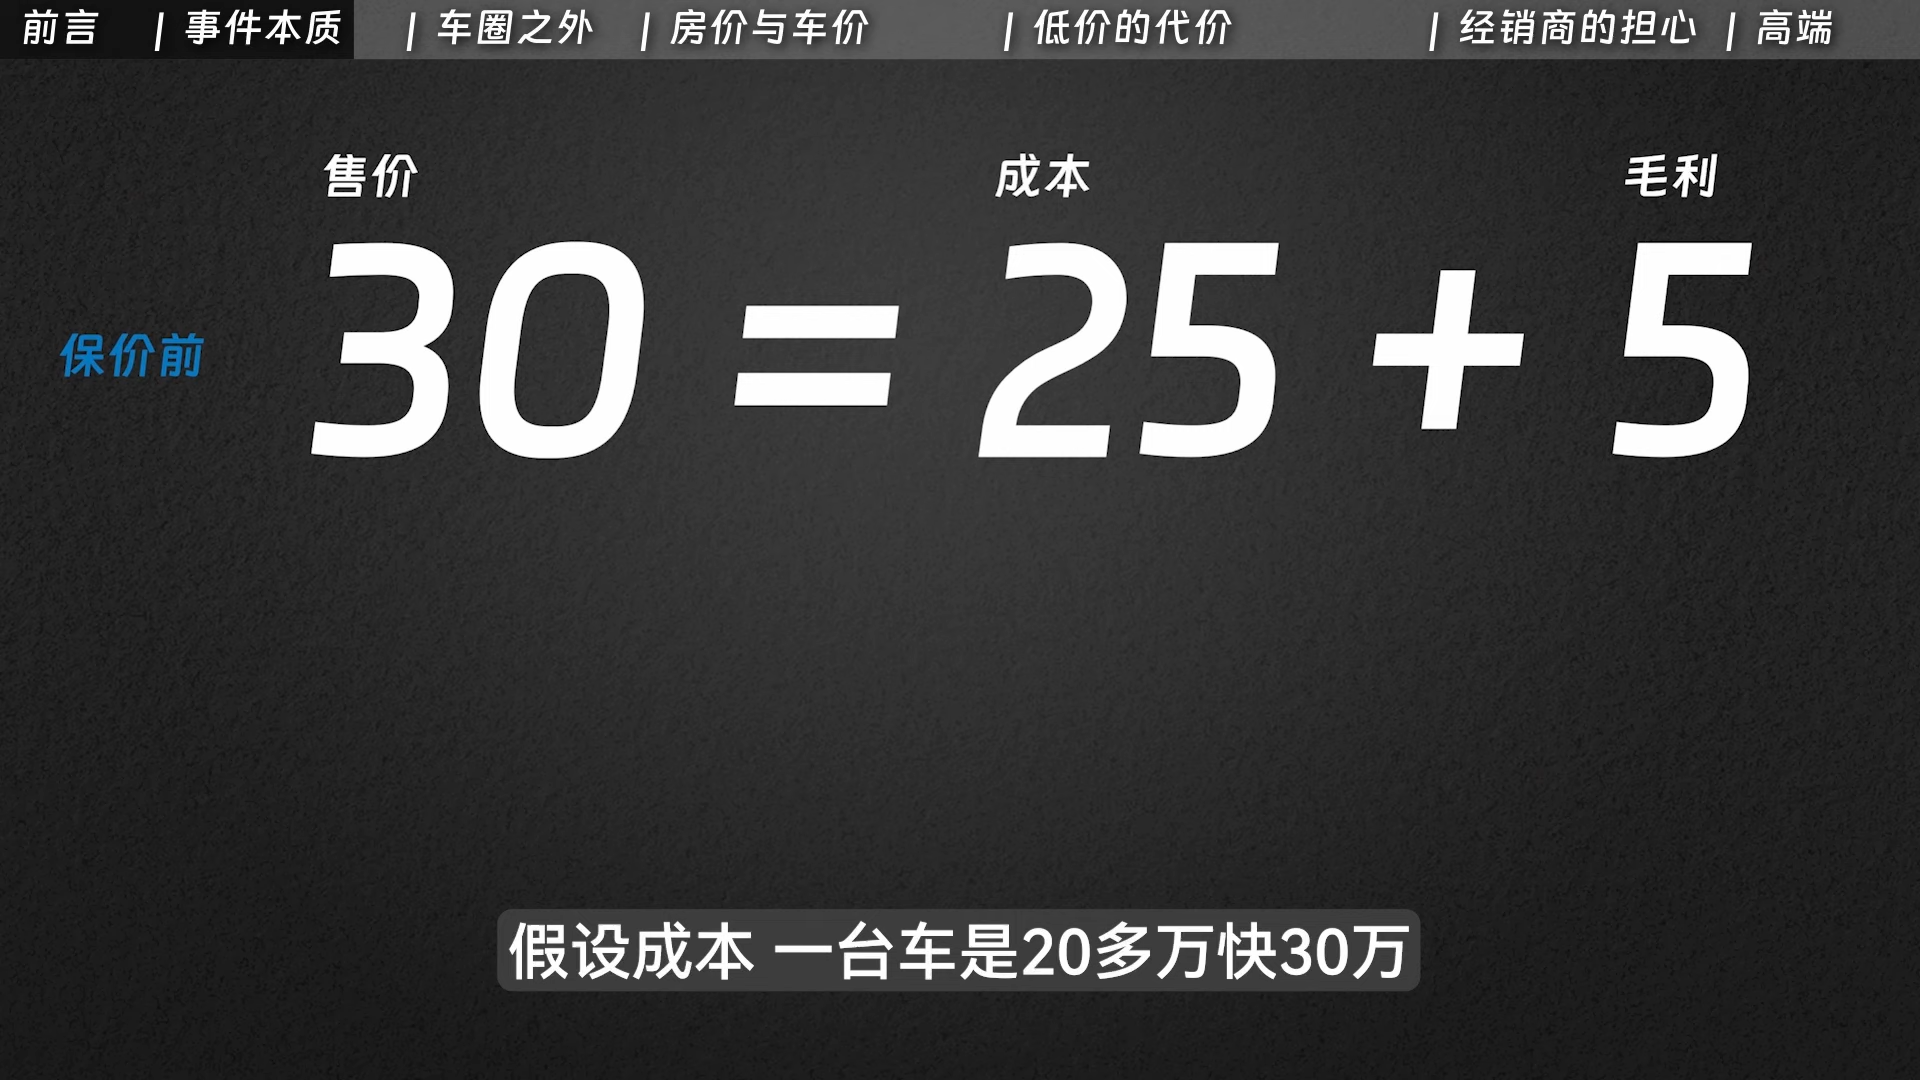 前言 | 事件本质 | 车圈之外 | 房价与车价 | 低价的代价 | 经销商的担心 | 高端
售价 成本 毛利
保价前 30 = 25 + 5
假设成本 一台车是20多万快30万